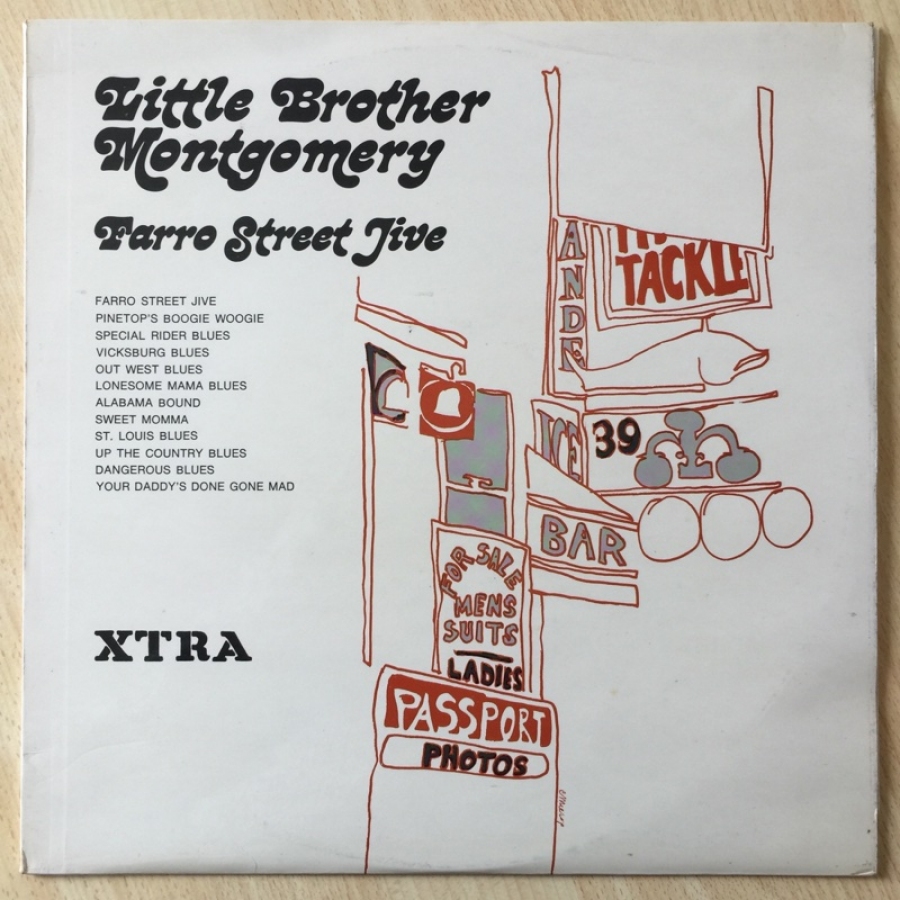 Little Brother
Montgomery
Farro Street Jive
FARRO STREET JIVE
PINETOP'S BOOGIE WOOGIE
SPECIAL RIDER BLUES
VICKSBURG BLUES
OUT WEST BLUES
LONESOME MAMA BLUES
ALABAMA BOUND
SWEET MOMMA
ST. LOUIS BLUES
UP THE COUNTRY BLUES
DANGEROUS BLUES
YOUR DADDY'S DONE GONE MAD
XTRA
TACKLE
ICE
39
BAR
FOR SALE
MENS
SUITS
LADIES
PASSPORT
PHOTOS